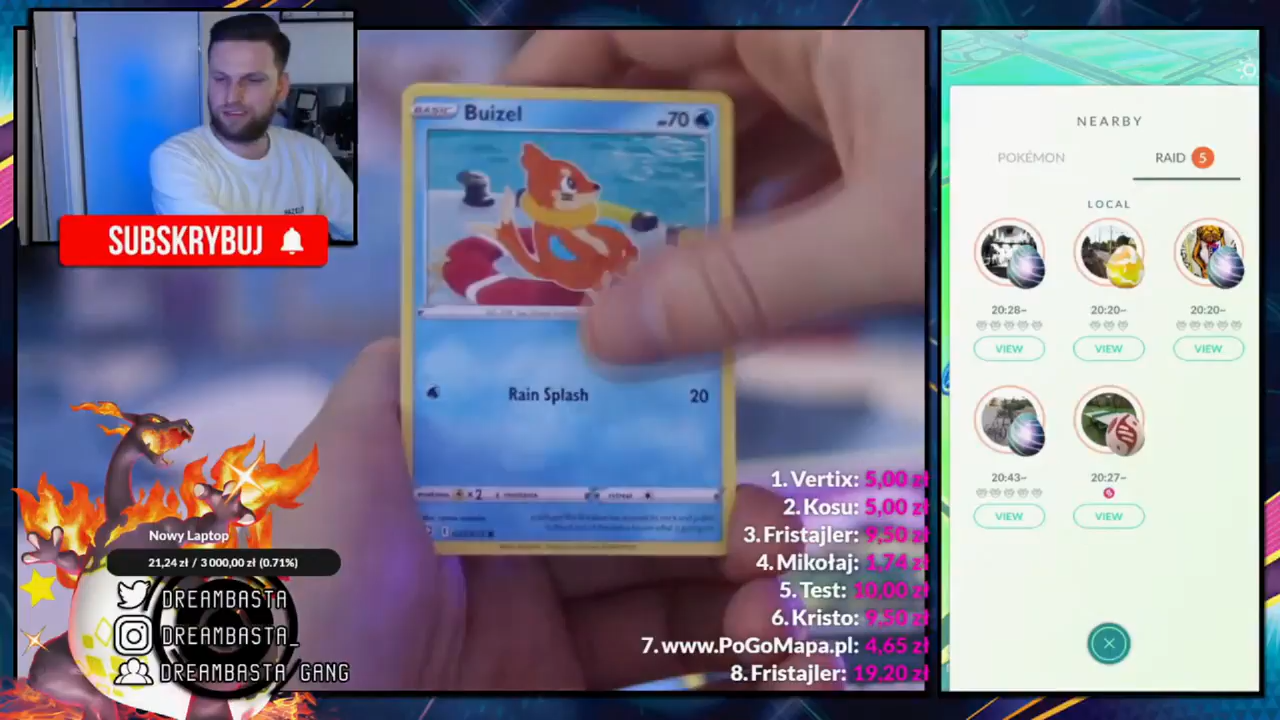 BASIC Buizel HP70
SUBSKRYBUJ
Rain Splash 20
×2
retreat
Nowy Laptop
21,24 zł / 3 000,00 zł (0.71%)
DREAMBASTA
DREAMBASTA_
DREAMBASTA GANG
1. Vertix: 5,00 zł
2. Kosu: 5,00 zł
3. Fristajler: 9,50 zł
4. Mikołaj: 1,74 zł
5. Test: 10,00 zł
6. Kristo: 9,50 zł
7. www.PoGoMapa.pl: 4,65 zł
8. Fristajler: 19,20 zł
NEARBY
POKÉMON RAID 5
LOCAL
20:28~ 20:20~ 20:20~
VIEW VIEW VIEW
20:43~ 20:27~
VIEW VIEW